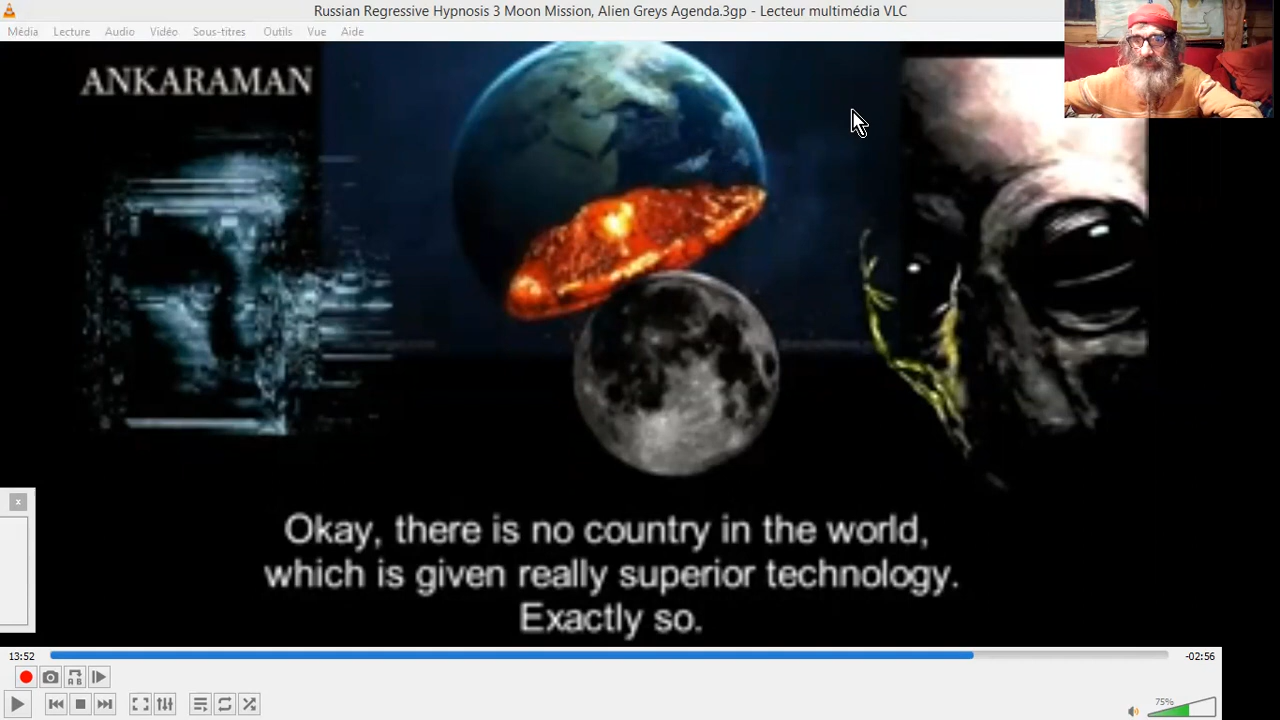 Russian Regressive Hypnosis 3 Moon Mission, Alien Greys Agenda.3gp - Lecteur multimédia VLC
Média Lecture Audio Vidéo Sous-titres Outils Vue Aide
ANKARAMAN
Okay, there is no country in the world,
which is given really superior technology.
Exactly so.
13:52 -02:56
75%